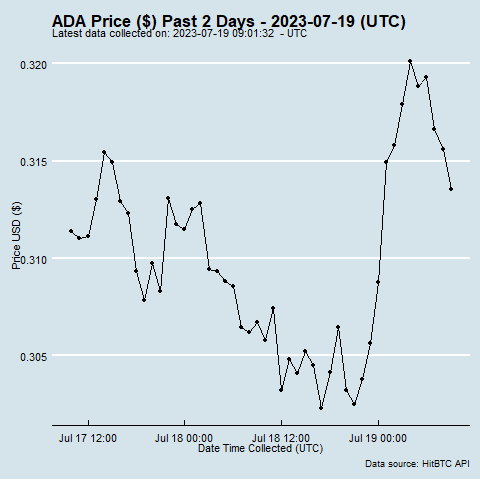 ADA Price ($) Past 2 Days - 2023-07-19 (UTC)
Latest data collected on: 2023-07-19 09:01:32  - UTC
0.320
0.315
0.310
0.305
Price USD ($)
Jul 17 12:00
Jul 18 00:00
Jul 18 12:00
Jul 19 00:00
Date Time Collected (UTC)
Data source: HitBTC API